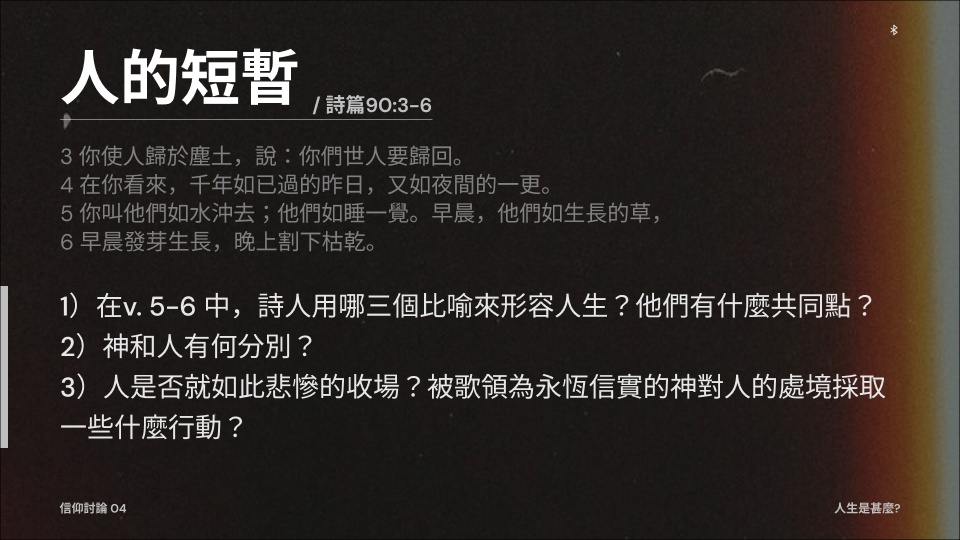 人的短暫
/ 詩篇90:3-6
3 你使人歸於塵土，說：你們世人要歸回。
4 在你看來，千年如已過的昨日，又如夜間的一更。
5 你叫他們如水沖去；他們如睡一覺。早晨，他們如生長的草，
6 早晨發芽生長，晚上割下枯乾。
1）在v. 5-6 中，詩人用哪三個比喻來形容人生？他們有什麼共同點？
2）神和人有何分別？
3）人是否就如此悲慘的收場？被歌頌為永恆信實的神對人的處境採取
一些什麼行動？
信仰討論 04
人生是甚麼?